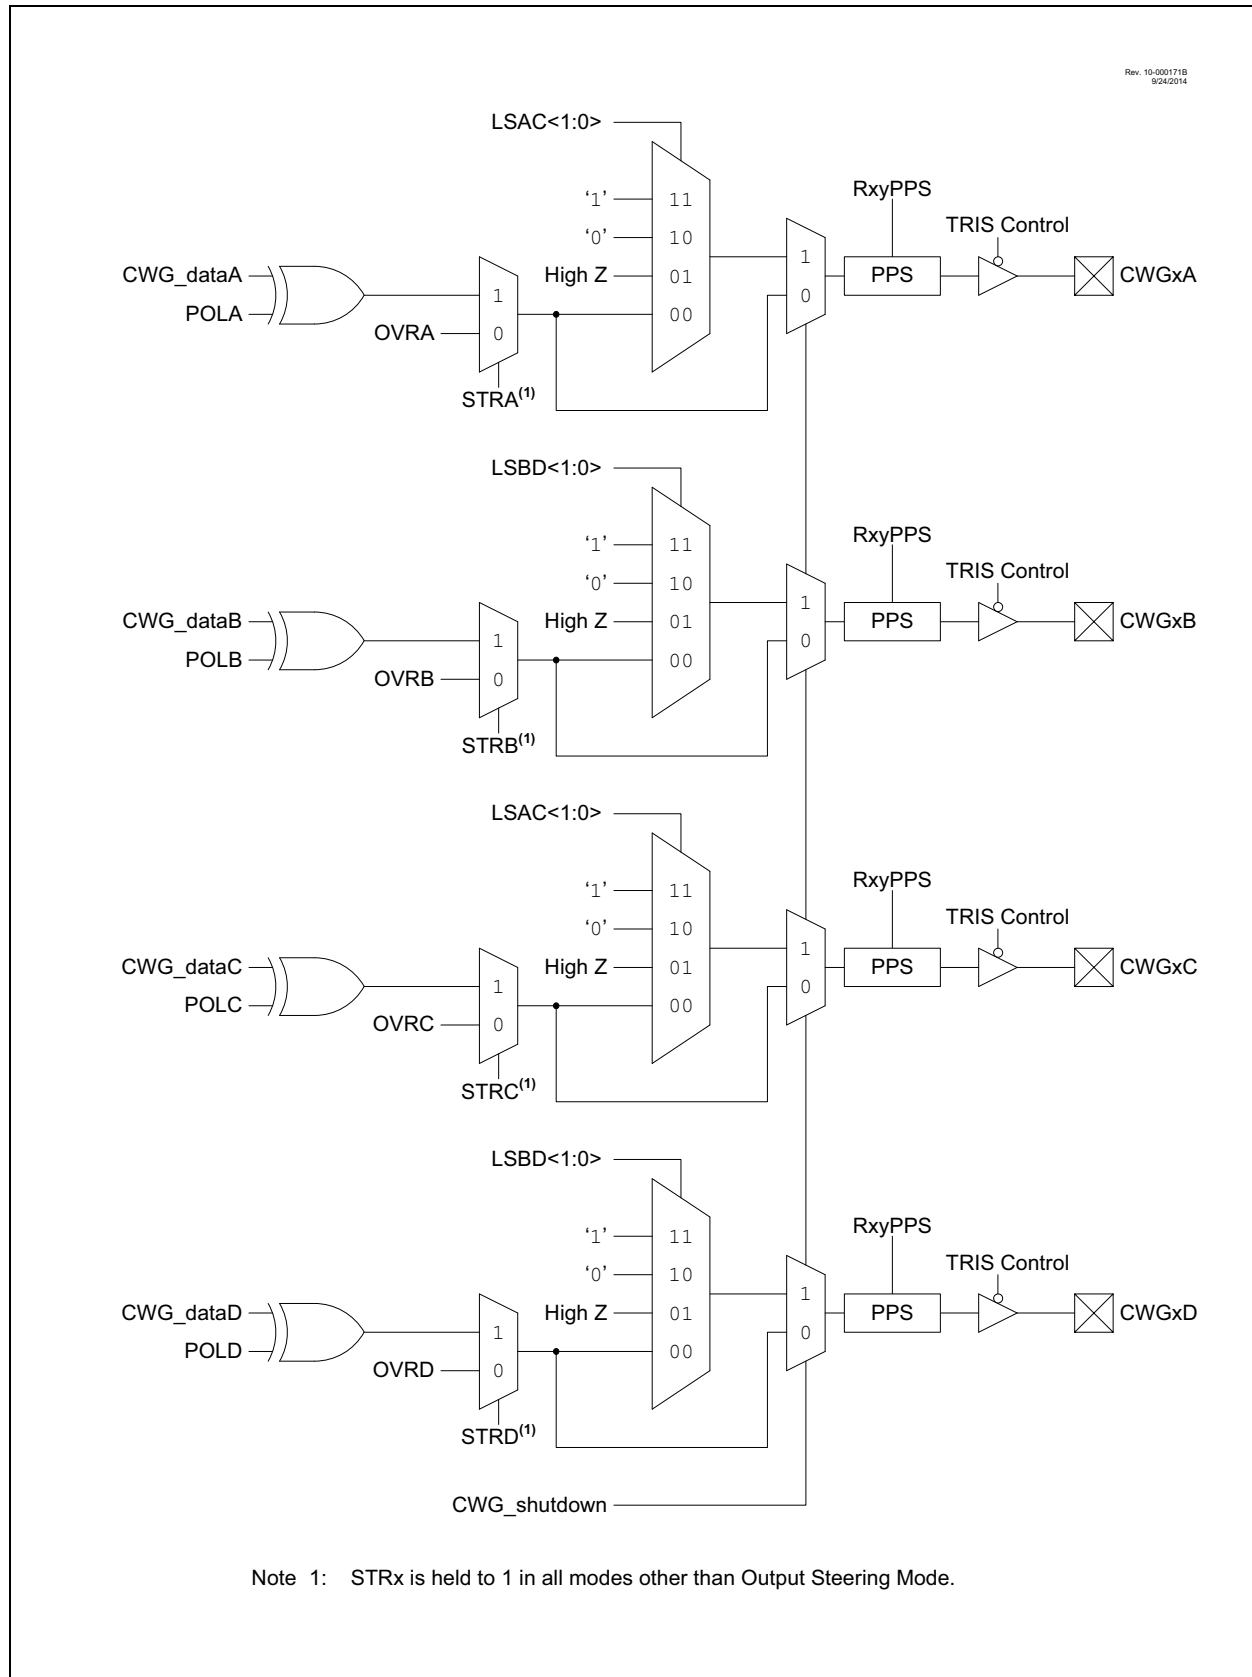 Rev. 10-000171B
9/24/2014
LSAC<1:0>
‘1’
11
‘0’
10
High Z
01
00
CWG_dataA
POLA
1
0
OVRA
STRA(1)
1
0
RxyPPS
PPS
TRIS Control
CWGxA
LSBD<1:0>
‘1’
11
‘0’
10
High Z
01
00
CWG_dataB
POLB
1
0
OVRB
STRB(1)
1
0
RxyPPS
PPS
TRIS Control
CWGxB
LSAC<1:0>
‘1’
11
‘0’
10
High Z
01
00
CWG_dataC
POLC
1
0
OVRC
STRC(1)
1
0
RxyPPS
PPS
TRIS Control
CWGxC
LSBD<1:0>
‘1’
11
‘0’
10
High Z
01
00
CWG_dataD
POLD
1
0
OVRD
STRD(1)
1
0
RxyPPS
PPS
TRIS Control
CWGxD
CWG_shutdown
Note 1: STRx is held to 1 in all modes other than Output Steering Mode.